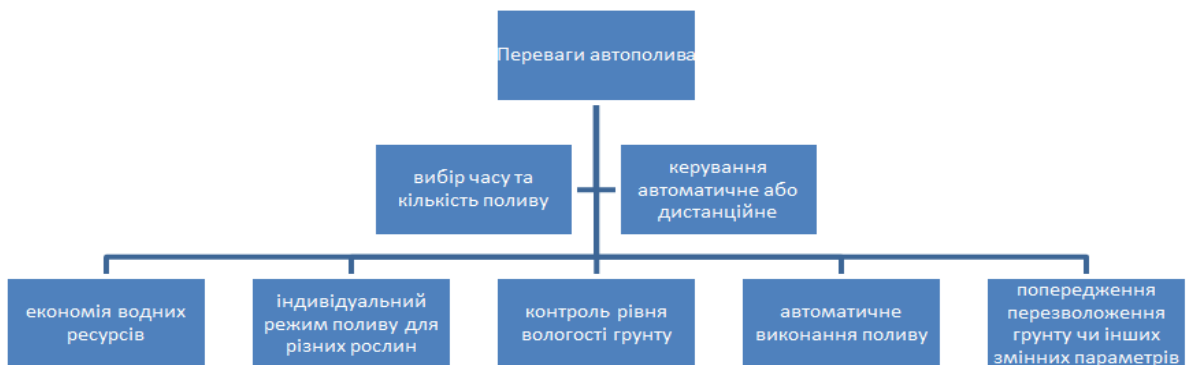 Переваги автополива
вибір часу та
кількість поливу
керування
автоматичне або
дистанційне
економія водних
ресурсів
індивідуальний
режим поливу для
різних рослин
контроль рівня
вологості грунту
автоматичне
виконання поливу
попередження
перезволоження
грунту чи інших
змінних параметрів